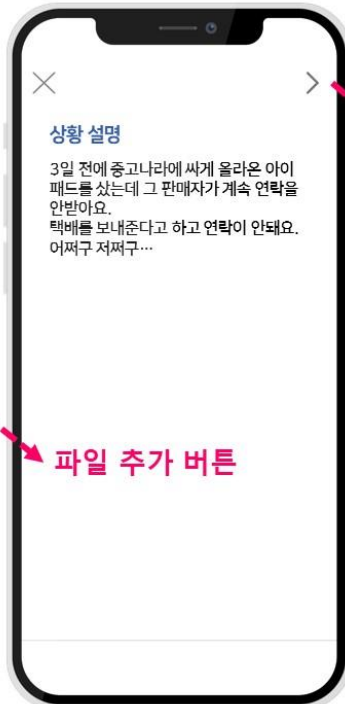 상황 설명
3일 전에 중고나라에 싸게 올라온 아이
패드를 샀는데 그 판매자가 계속 연락을
안받아요.
택배를 보내준다고 하고 연락이 안돼요.
어쩌구 저쩌구…
파일 추가 버튼